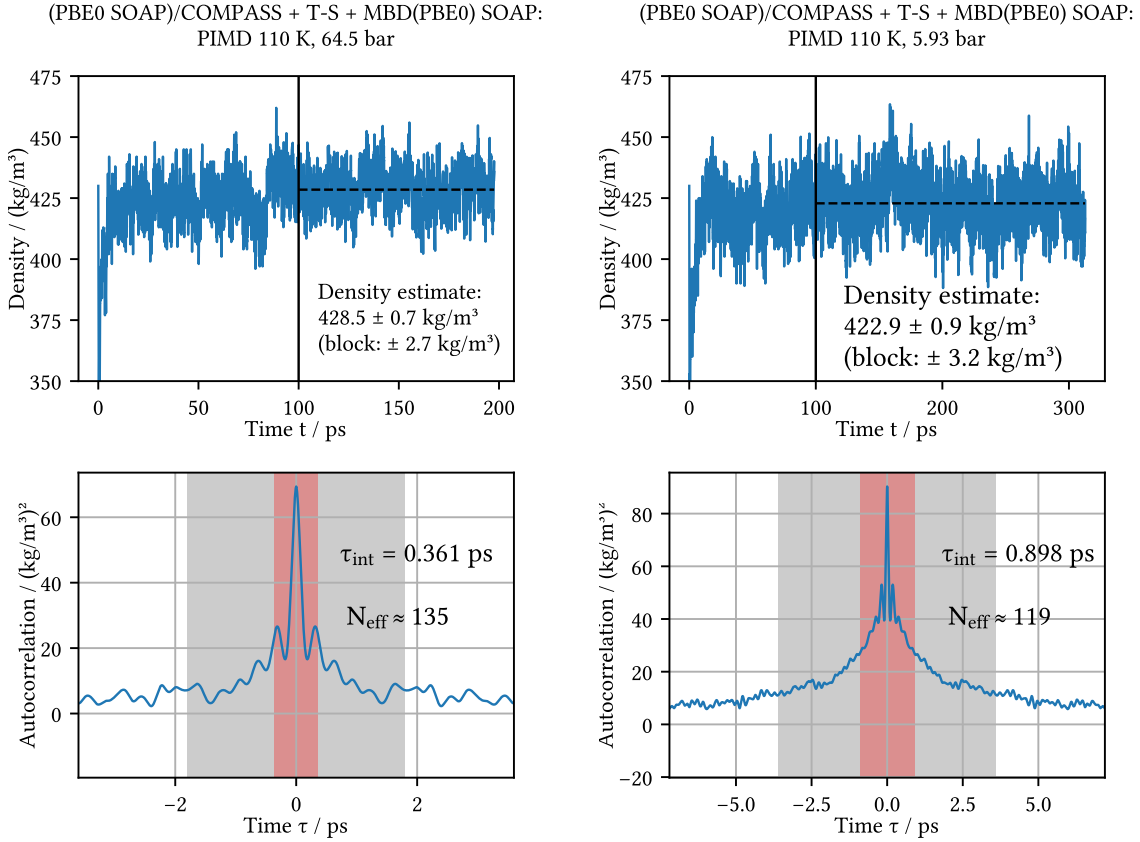 (PBE0 SOAP)/COMPASS + T-S + MBD(PBE0) SOAP:
PIMD 110 K, 64.5 bar
475
450
425
400
375
350
Density / (kg/m³)
Density estimate:
428.5 ± 0.7 kg/m³
(block: ± 2.7 kg/m³)
0
50
100
150
200
Time t / ps
(PBE0 SOAP)/COMPASS + T-S + MBD(PBE0) SOAP:
PIMD 110 K, 5.93 bar
475
450
425
400
375
350
Density / (kg/m³)
Density estimate:
422.9 ± 0.9 kg/m³
(block: ± 3.2 kg/m³)
0
100
200
300
Time t / ps
60
40
20
0
Autocorrelation / (kg/m³)²
τint = 0.361 ps
Neff ≈ 135
−2
0
2
Time τ / ps
80
60
40
20
0
−20
Autocorrelation / (kg/m³)²
τint = 0.898 ps
Neff ≈ 119
−5.0
−2.5
0.0
2.5
5.0
Time τ / ps